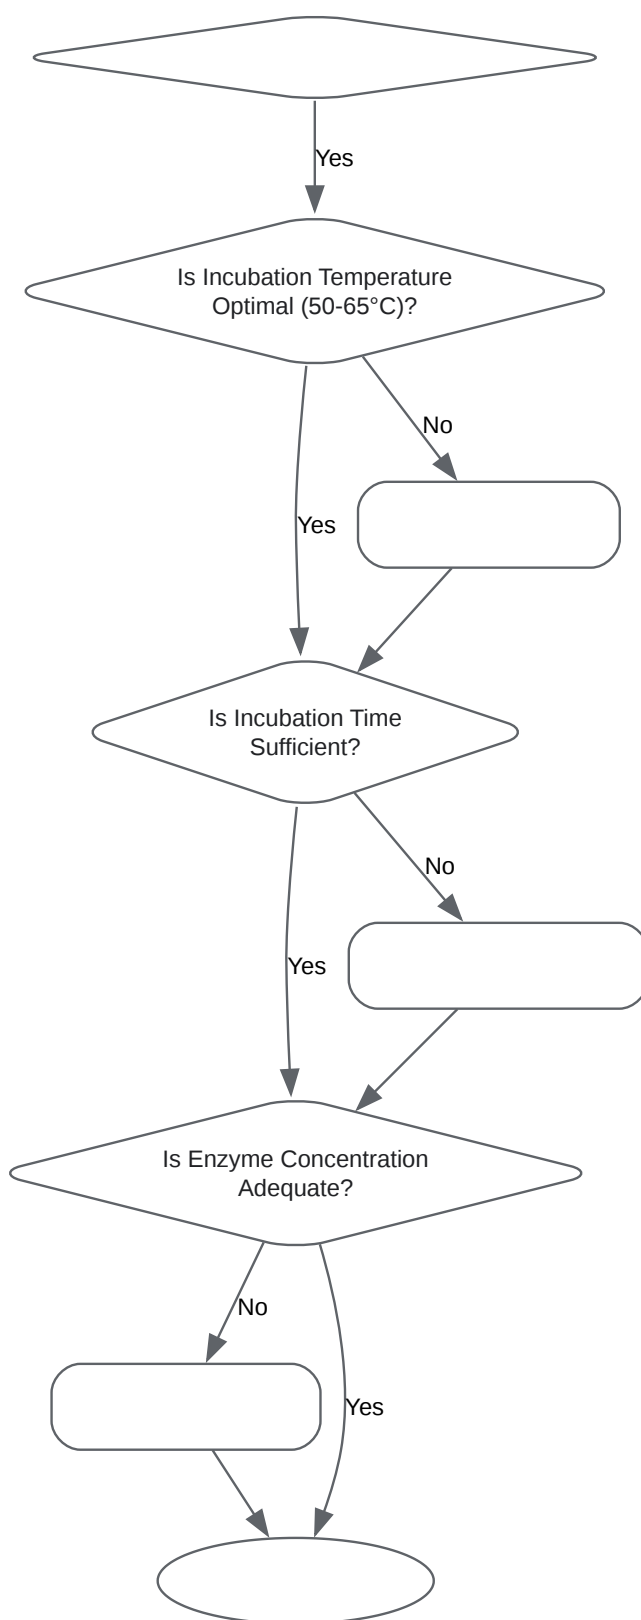 Yes
Is Incubation Temperature
Optimal (50-65°C)?
No
Yes
Is Incubation Time
Sufficient?
No
Yes
Is Enzyme Concentration
Adequate?
No
Yes